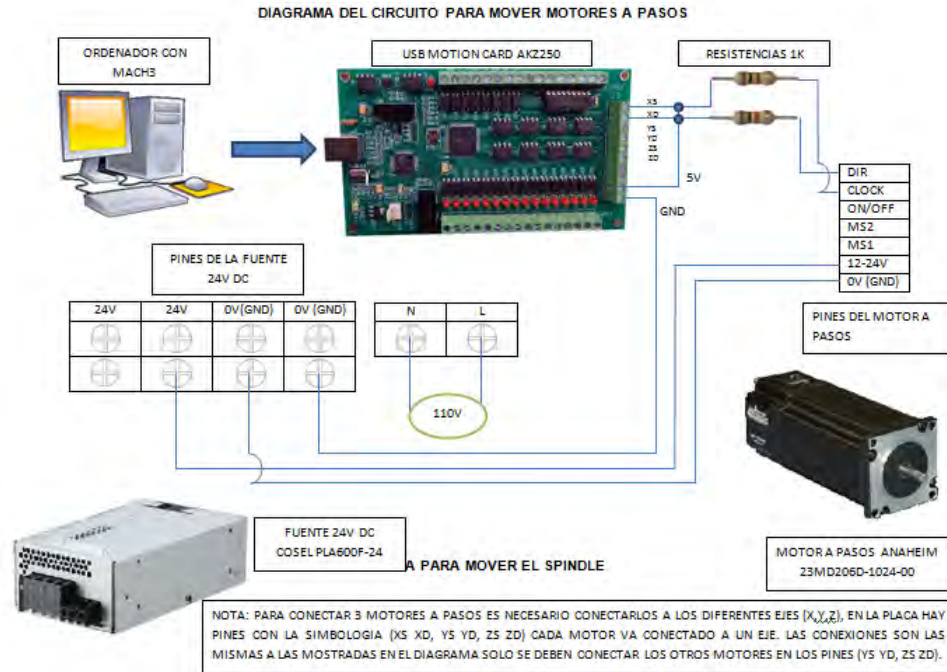 DIAGRAMA DEL CIRCUITO PARA MOVER MOTORES A PASOS
ORDENADOR CON
MACH3
USB MOTION CARD AKZ250
RESISTENCIAS 1K
XS
XD
YS
YD
ZS
ZD
5V
GND
DIR
CLOCK
ON/OFF
MS2
MS1
12-24V
0V (GND)
PINES DE LA FUENTE
24V DC
24V 24V 0V(GND) 0V (GND)
N L
110V
PINES DEL MOTOR A
PASOS
FUENTE 24V DC
COSEL PLA600F-24
A PARA MOVER EL SPINDLE
MOTOR A PASOS ANAHEIM
23MD206D-1024-00
NOTA: PARA CONECTAR 3 MOTORES A PASOS ES NECESARIO CONECTARLOS A LOS DIFERENTES EJES (X,Y,Z), EN LA PLACA HAY
PINES CON LA SIMBOLOGIA (XS XD, YS YD, ZS ZD) CADA MOTOR VA CONECTADO A UN EJE. LAS CONEXIONES SON LAS
MISMAS A LAS MOSTRADAS EN EL DIAGRAMA SOLO SE DEBEN CONECTAR LOS OTROS MOTORES EN LOS PINES (YS YD, ZS ZD).